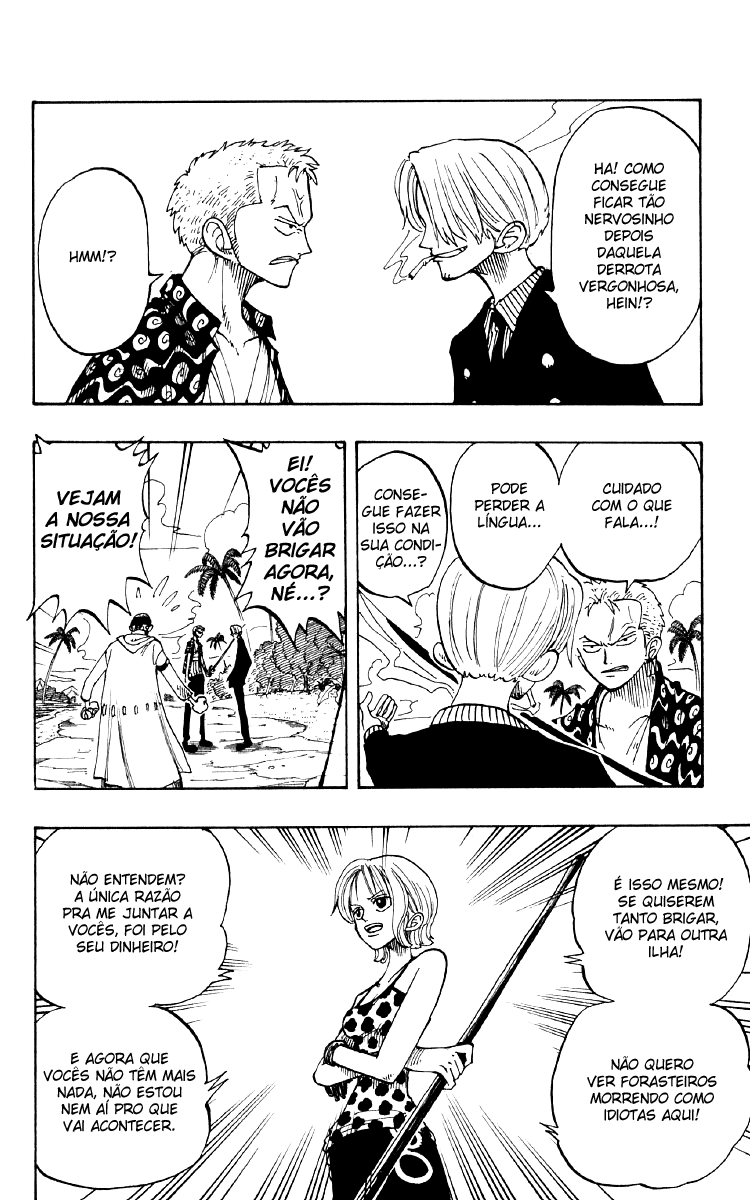 HA! COMO
CONSEGUE
FICAR TÃO
NERVOSINHO
DEPOIS
DAQUELA
DERROTA
VERGONHOSA,
HEIN!?
HMM!?
CUIDADO
COM O QUE
FALA...!
PODE
PERDER A
LÍNGUA...
CONSE-
GUE FAZER
ISSO NA
SUA CONDI-
ÇÃO...?
EI!
VOCÊS
NÃO
VÃO
BRIGAR
AGORA,
NÉ...?
VEJAM
A NOSSA
SITUAÇÃO!
É ISSO MESMO!
SE QUISEREM
TANTO BRIGAR,
VÃO PARA OUTRA
ILHA!
NÃO QUERO
VER FORASTEIROS
MORRENDO COMO
IDIOTAS AQUI!
NÃO ENTENDEM?
A ÚNICA RAZÃO
PRA ME JUNTAR A
VOCÊS, FOI PELO
SEU DINHEIRO!
E AGORA QUE
VOCÊS NÃO TÊM MAIS
NADA, NÃO ESTOU
NEM AÍ PRO QUE
VAI ACONTECER.